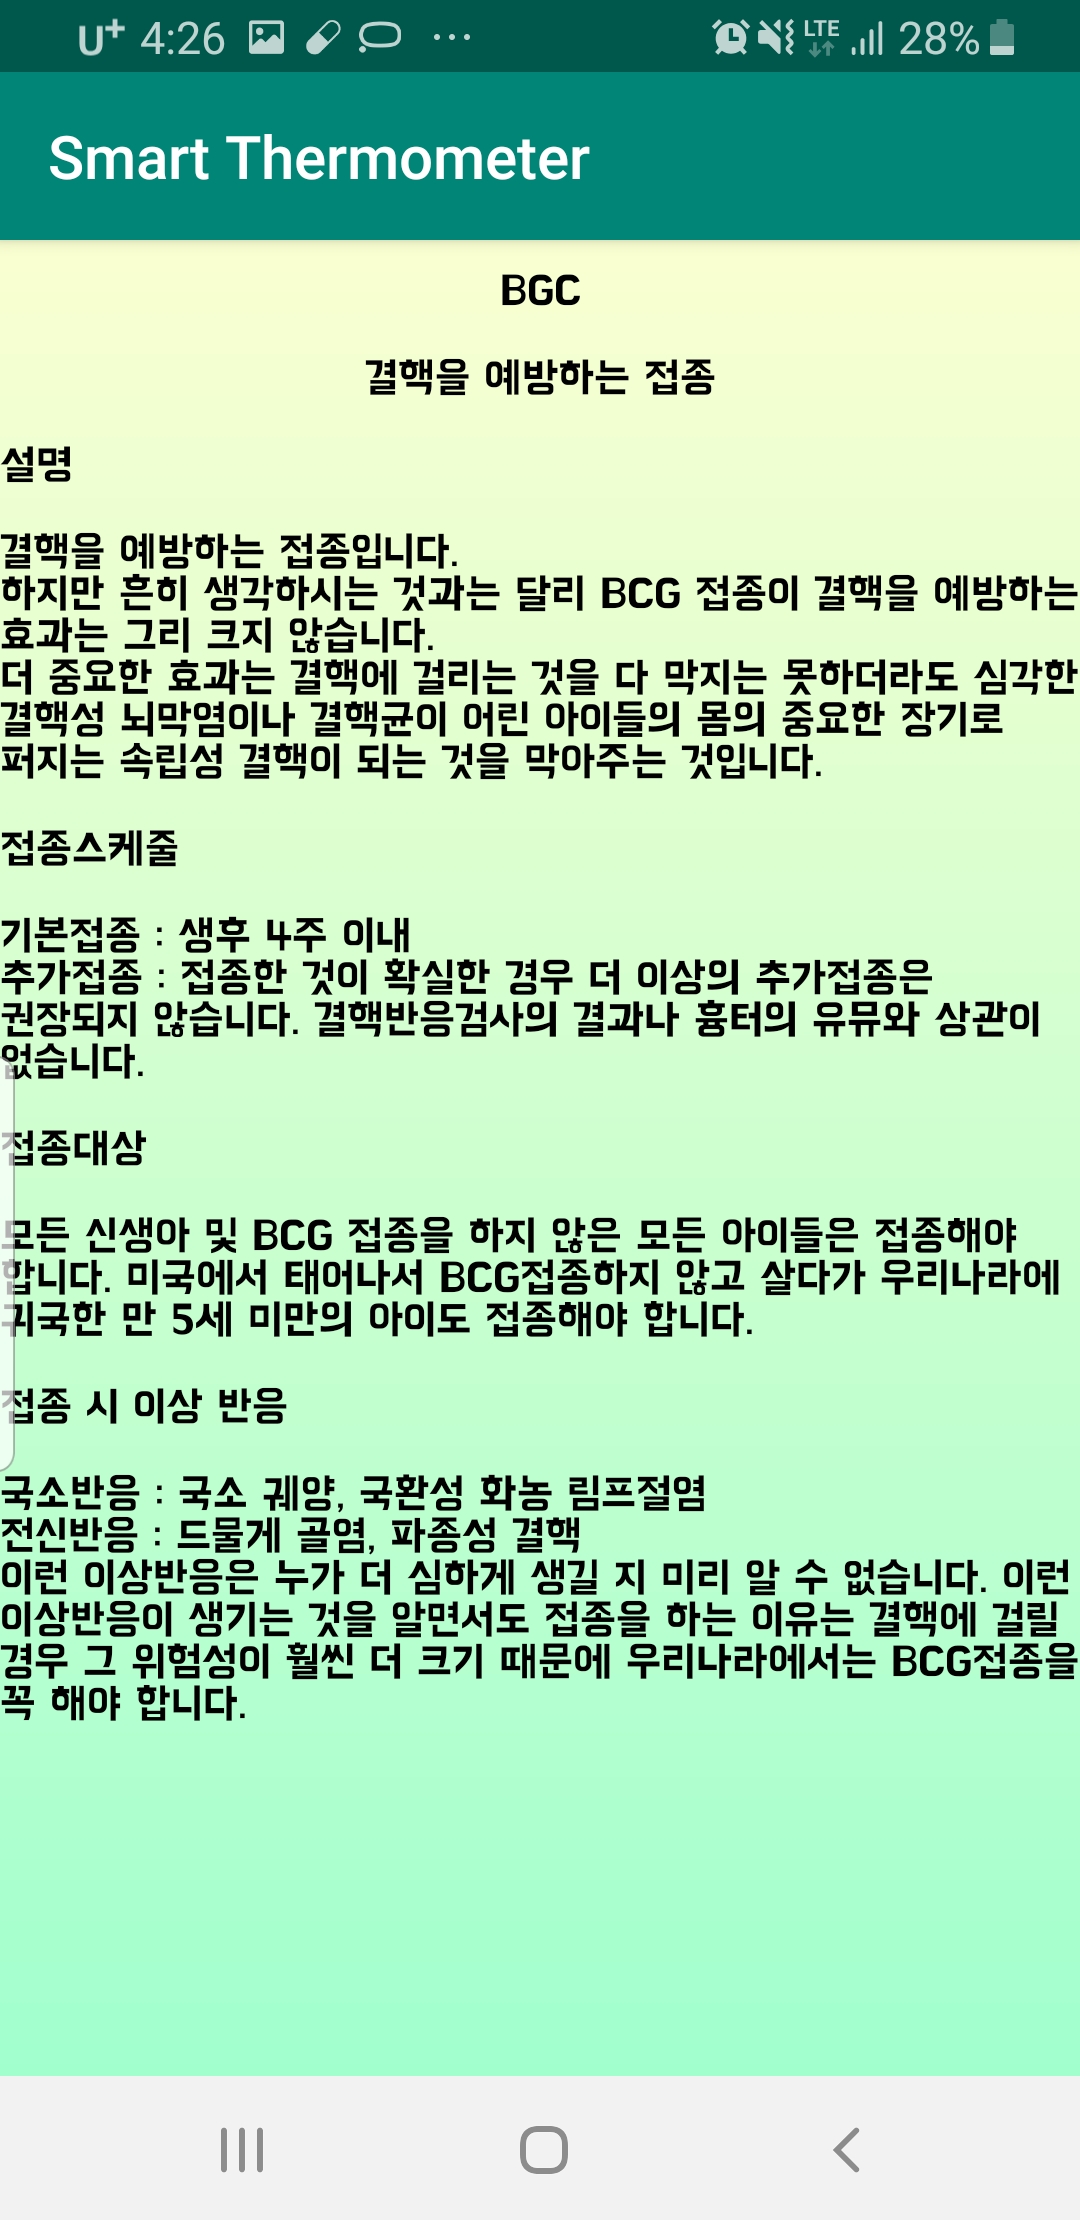 U+ 4:26 LTE 28%
Smart Thermometer
BGC
결핵을 예방하는 접종
설명
결핵을 예방하는 접종입니다.
하지만 흔히 생각하시는 것과는 달리 BCG 접종이 결핵을 예방하는
효과는 그리 크지 않습니다.
더 중요한 효과는 결핵에 걸리는 것을 다 막지는 못하더라도 심각한
결핵성 뇌막염이나 결핵균이 어린 아이들의 몸의 중요한 장기로
퍼지는 속립성 결핵이 되는 것을 막아주는 것입니다.
접종스케줄
기본접종 : 생후 4주 이내
추가접종 : 접종한 것이 확실한 경우 더 이상의 추가접종은
권장되지 않습니다. 결핵반응검사의 결과나 흉터의 유뮤와 상관이
없습니다.
접종대상
모든 신생아 및 BCG 접종을 하지 않은 모든 아이들은 접종해야
합니다. 미국에서 태어나서 BCG접종하지 않고 살다가 우리나라에
귀국한 만 5세 미만의 아이도 접종해야 합니다.
접종 시 이상 반응
국소반응 : 국소 궤양, 국환성 화농 림프절염
전신반응 : 드물게 골염, 파종성 결핵
이런 이상반응은 누가 더 심하게 생길 지 미리 알 수 없습니다. 이런
이상반응이 생기는 것을 알면서도 접종을 하는 이유는 결핵에 걸릴
경우 그 위험성이 훨씬 더 크기 때문에 우리나라에서는 BCG접종을
꼭 해야 합니다.